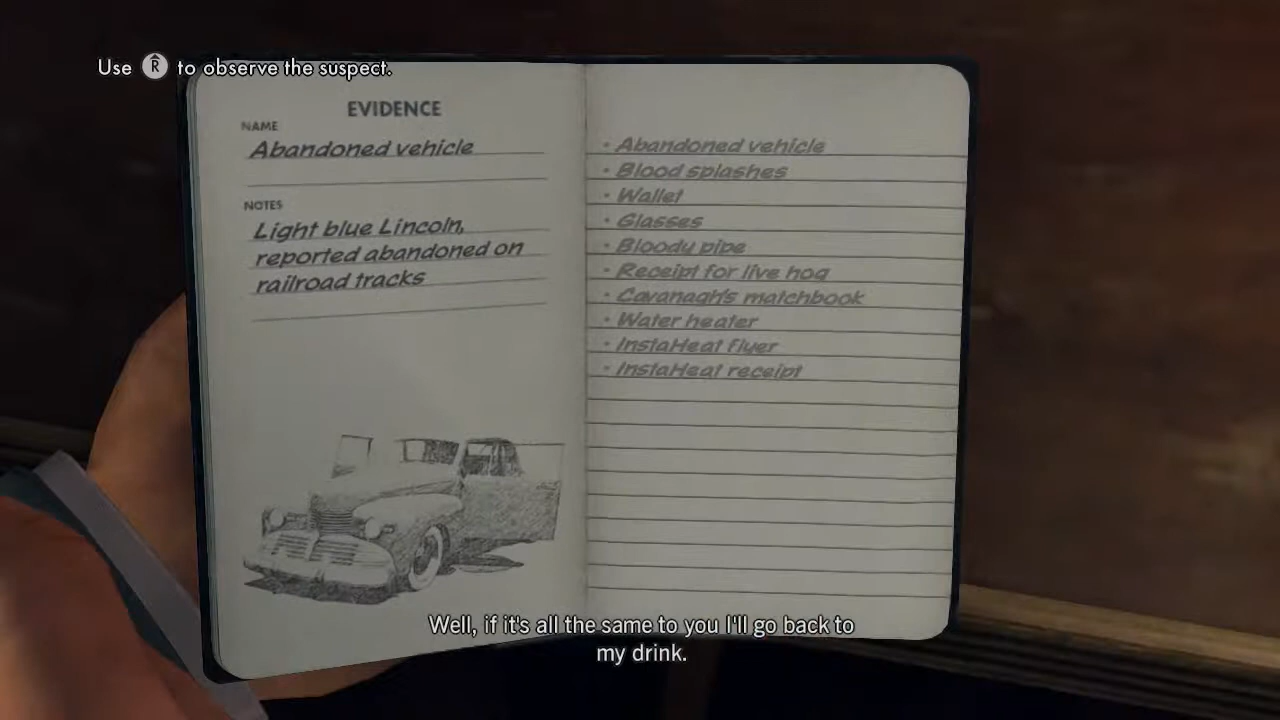 Use R to observe the suspect.
EVIDENCE
NAME
Abandoned vehicle
NOTES
Light blue Lincoln,
reported abandoned on
railroad tracks
• Abandoned vehicle
• Blood splashes
• Wallet
• Glasses
• Bloody pipe
• Receipt for live hog
• Cavanagh's matchbook
• Water heater
• InstaHeat flyer
• InstaHeat receipt
Well, if it's all the same to you I'll go back to
my drink.